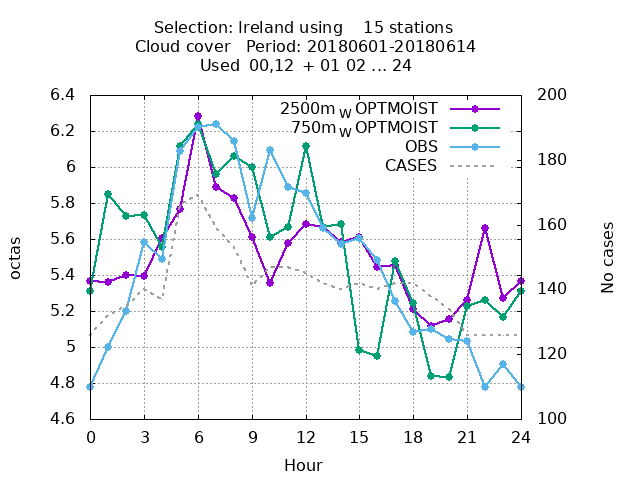 Selection: Ireland using    15 stations
Cloud cover   Period: 20180601-20180614
Used  00,12  + 01 02 ... 24
2500m W OPTMOIST
750m W OPTMOIST
OBS
CASES
6.4
6.2
6
5.8
5.6
5.4
5.2
5
4.8
4.6
octas
200
180
160
140
120
100
No cases
0 3 6 9 12 15 18 21 24
Hour